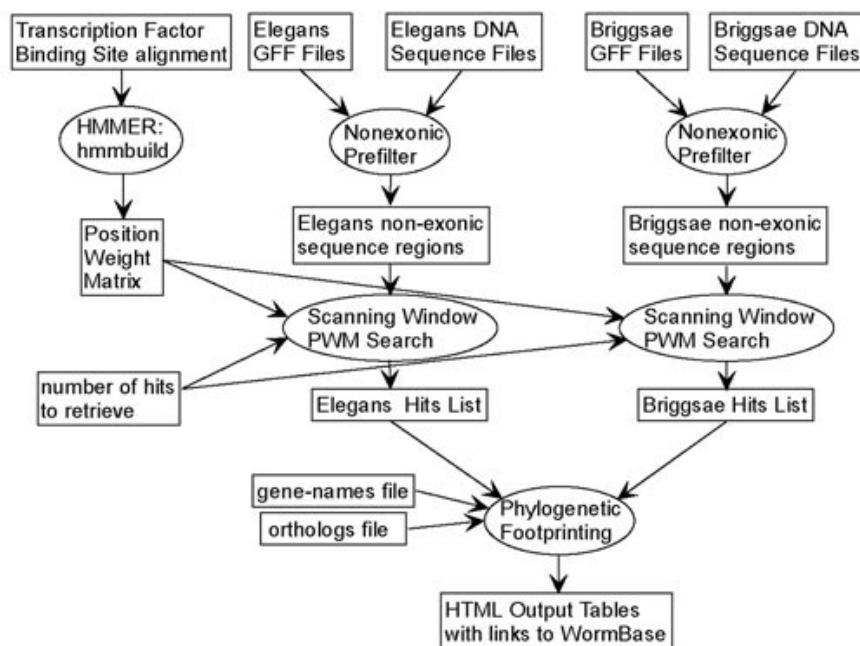 Transcription Factor
Binding Site alignment
Elegans
GFF Files
Elegans DNA
Sequence Files
Briggsae
GFF Files
Briggsae DNA
Sequence Files
HMMER:
hmmbuild
Nonexonic
Prefilter
Nonexonic
Prefilter
Position
Weight
Matrix
Elegans non-exonic
sequence regions
Briggsae non-exonic
sequence regions
Scanning Window
PWM Search
Scanning Window
PWM Search
number of hits
to retrieve
Elegans Hits List
Briggsae Hits List
gene-names file
orthologs file
Phylogenetic
Footprinting
HTML Output Tables
with links to WormBase